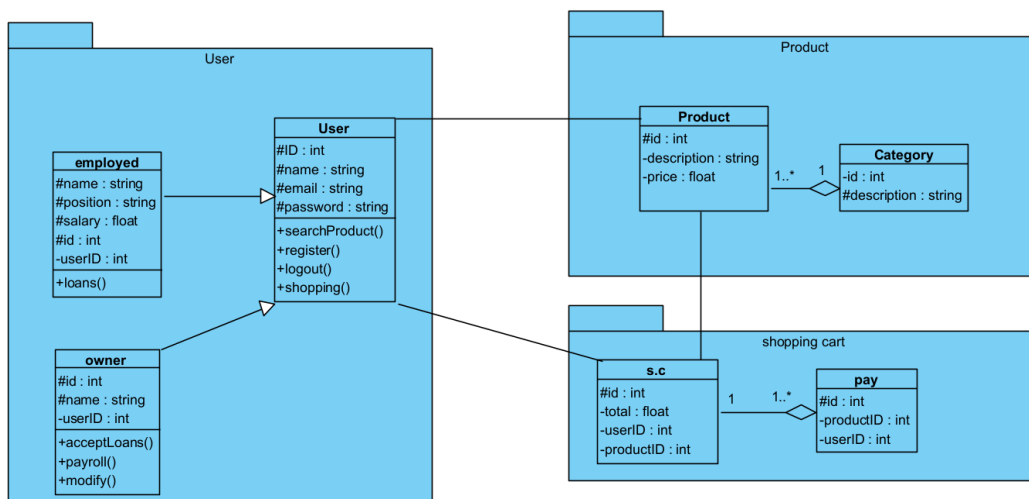 User
employed
#name : string
#position : string
#salary : float
#id : int
-userID : int
+loans()
User
#ID : int
#name : string
#email : string
#password : string
+searchProduct()
+register()
+logout()
+shopping()
owner
#id : int
#name : string
-userID : int
+acceptLoans()
+payroll()
+modify()
Product
Product
#id : int
-description : string
-price : float
1..*
1
Category
-id : int
#description : string
shopping cart
s.c
#id : int
-total : float
-userID : int
-productID : int
1
1..*
pay
#id : int
-productID : int
-userID : int